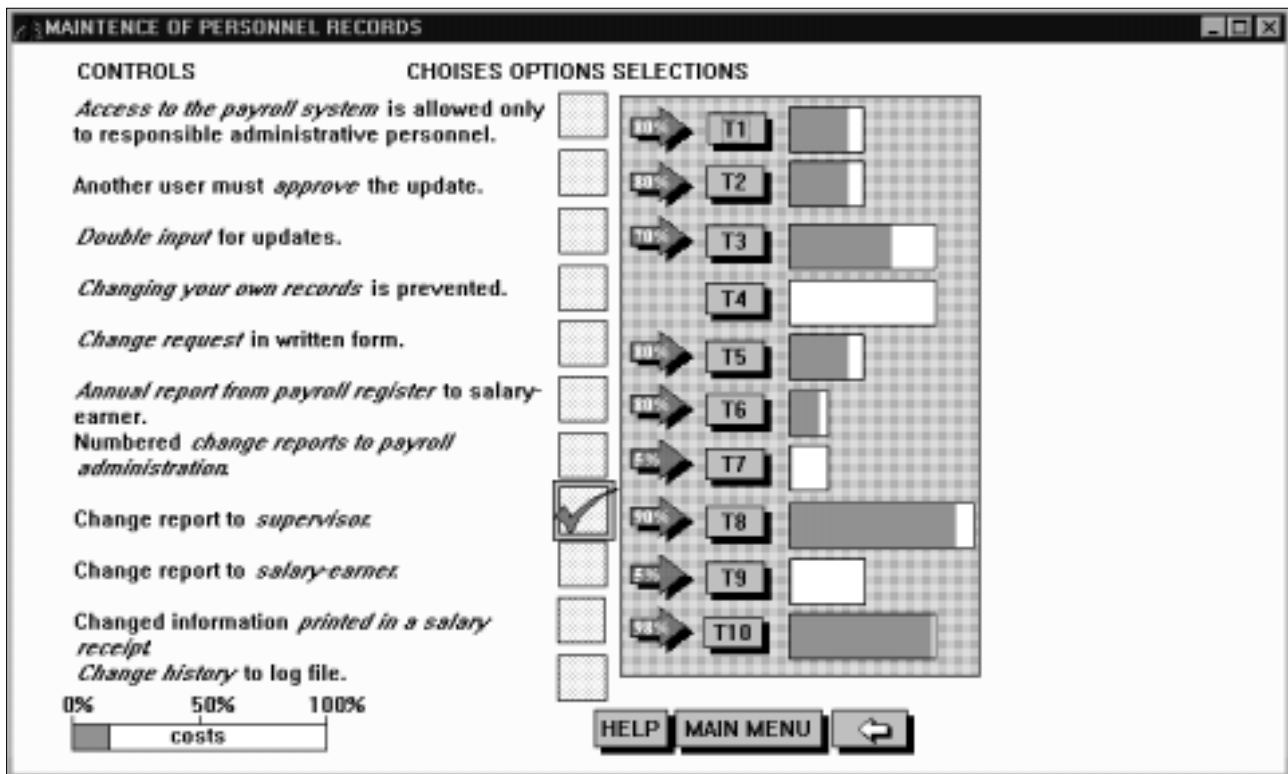 MAINTENCE OF PERSONNEL RECORDS
CONTROLS
CHOISES OPTIONS SELECTIONS
Access to the payroll system is allowed only
to responsible administrative personnel.
Another user must approve the update.
Double input for updates.
Changing your own records is prevented.
Change request in written form.
Annual report from payroll register to salary-
earner.
Numbered change reports to payroll
administration.
Change report to supervisor.
Change report to salary-earner.
Changed information printed in a salary
receipt
Change history to log file.
T1
T2
70% T3
T4
T5
T6
5% T7
90% T8
5% T9
T10
0% 50% 100%
costs
HELP MAIN MENU